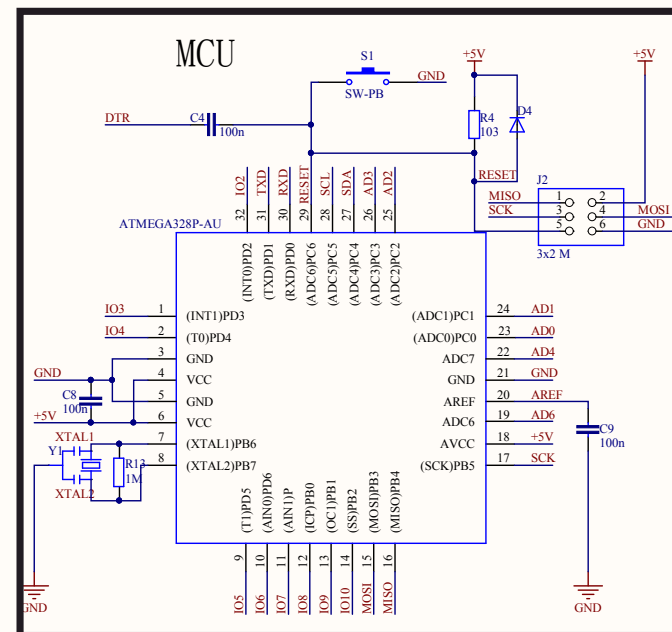 MCU
S1
SW-PB
GND
+5V
+5V
DTR
C4
100n
R4
103
D4
RESET
J2
MISO
SCK
1
2
3
4
5
6
MOSI
GND
3x2 M
IO2
TXD
RXD
RESET
SCL
SDA
AD3
AD2
32
31
30
29
28
27
26
25
ATMEGA328P-AU
(INT0)PD2
(TXD)PD1
(RXD)PD0
(ADC6)PC6
(ADC5)PC5
(ADC4)PC4
(ADC3)PC3
(ADC2)PC2
IO3
1
(INT1)PD3
(ADC1)PC1
24
AD1
IO4
2
(T0)PD4
(ADC0)PC0
23
AD0
3
GND
ADC7
22
AD4
GND
4
VCC
GND
21
GND
C8
100n
5
GND
AREF
20
AREF
+5V
6
VCC
ADC6
19
AD6
XTAL1
7
(XTAL1)PB6
AVCC
18
+5V
Y1
8
(XTAL2)PB7
(SCK)PB5
17
SCK
C9
100n
XTAL2
R13
1M
(T1)PD5
(AIN0)PD6
(AIN1)P
(ICP)PB0
(OC1)PB1
(SS)PB2
(MOSI)PB3
(MISO)PB4
9
10
11
12
13
14
15
16
IO5
IO6
IO7
IO8
IO9
IO10
MOSI
MISO
GND
GND